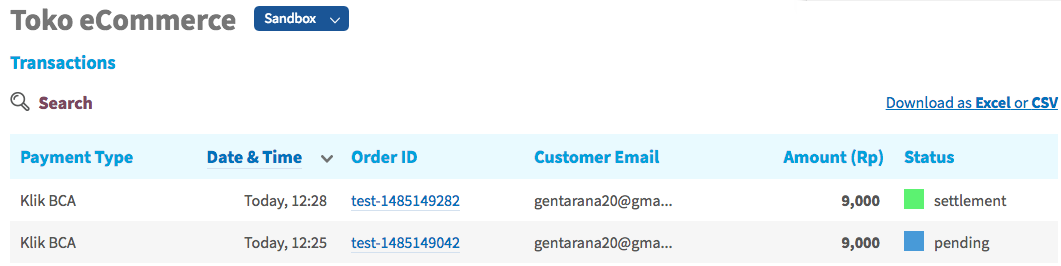 Toko eCommerce Sandbox
Transactions
Search Download as Excel or CSV
Payment Type Date & Time Order ID Customer Email Amount (Rp) Status
Klik BCA Today, 12:28 test-1485149282 gentarana20@gma... 9,000 settlement
Klik BCA Today, 12:25 test-1485149042 gentarana20@gma... 9,000 pending